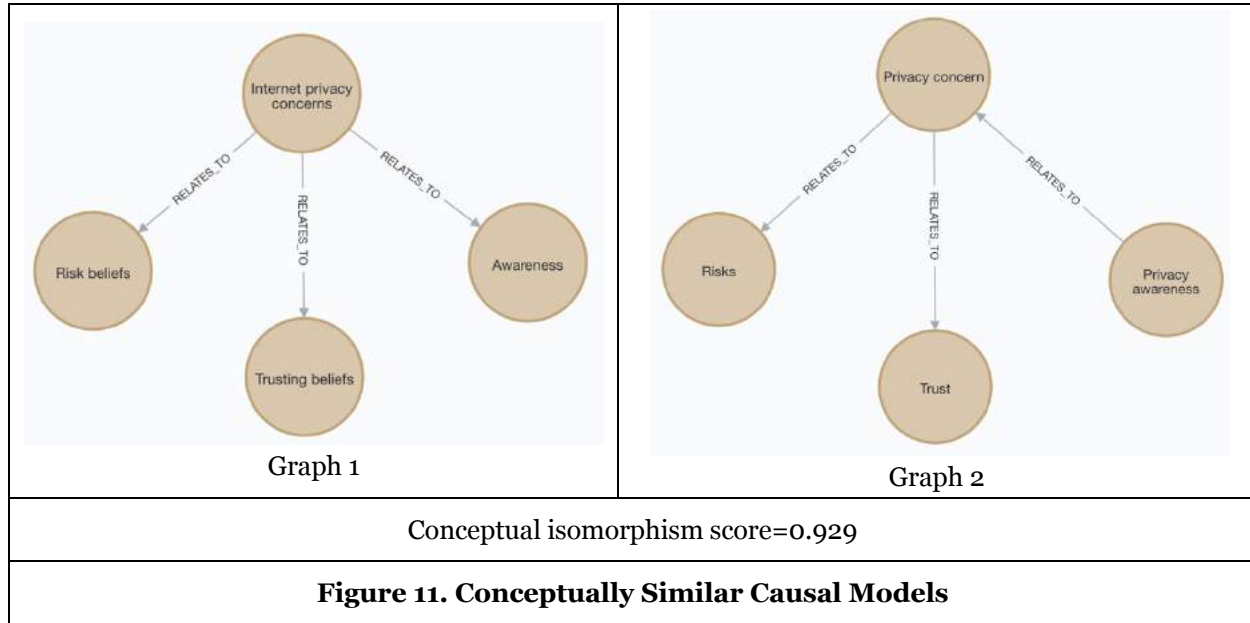 Internet privacy
concerns
RELATES_TO
RELATES_TO
RELATES_TO
Risk beliefs
Awareness
Trusting beliefs
Graph 1
Privacy concern
RELATES_TO
RELATES_TO
RELATES_TO
Risks
Privacy
awareness
Trust
Graph 2
Conceptual isomorphism score=0.929
Figure 11. Conceptually Similar Causal Models